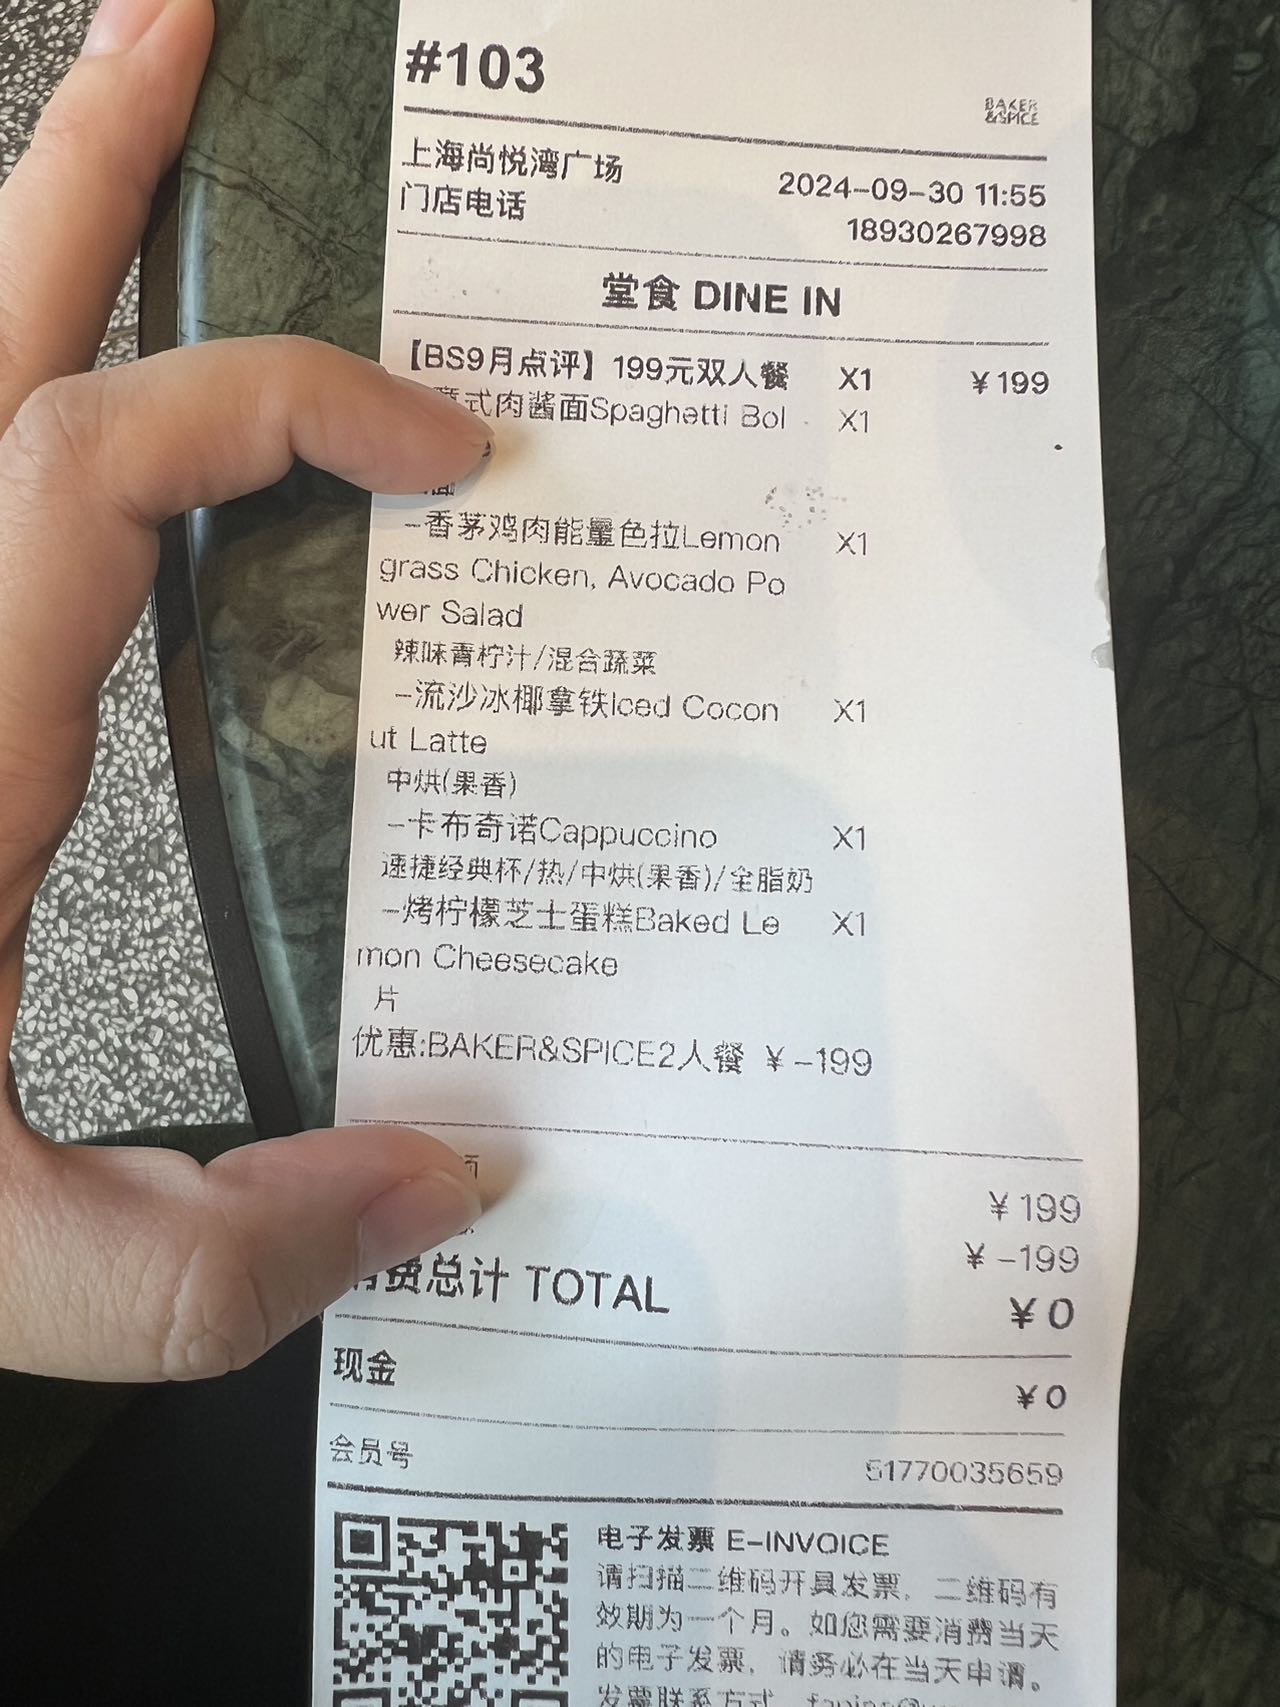 #103
BAKER
&SPICE
上海尚悦湾广场 2024-09-30 11:55
门店电话 18930267998
堂食 DINE IN
【BS9月点评】199元双人餐 X1 ¥199
式肉酱面Spaghetti Bol X1
-香茅鸡肉能量色拉Lemon X1
grass Chicken, Avocado Po
wer Salad
辣味青柠汁/混合蔬菜
-流沙冰椰拿铁Iced Cocon X1
ut Latte
中烘(果香)
-卡布奇诺Cappuccino X1
速捷经典杯/热/中烘(果香)/全脂奶
-烤柠檬芝士蛋糕Baked Le X1
mon Cheesecake
片
优惠:BAKER&SPICE2人餐 ¥-199
¥199
¥-199
费总计 TOTAL ¥0
现金 ¥0
会员号 51770035659
电子发票 E-INVOICE
请扫描二维码开具发票，二维码有
效期为一个月。如您需要消费当天
的电子发票，请务必在当天申请。
发票联系方式